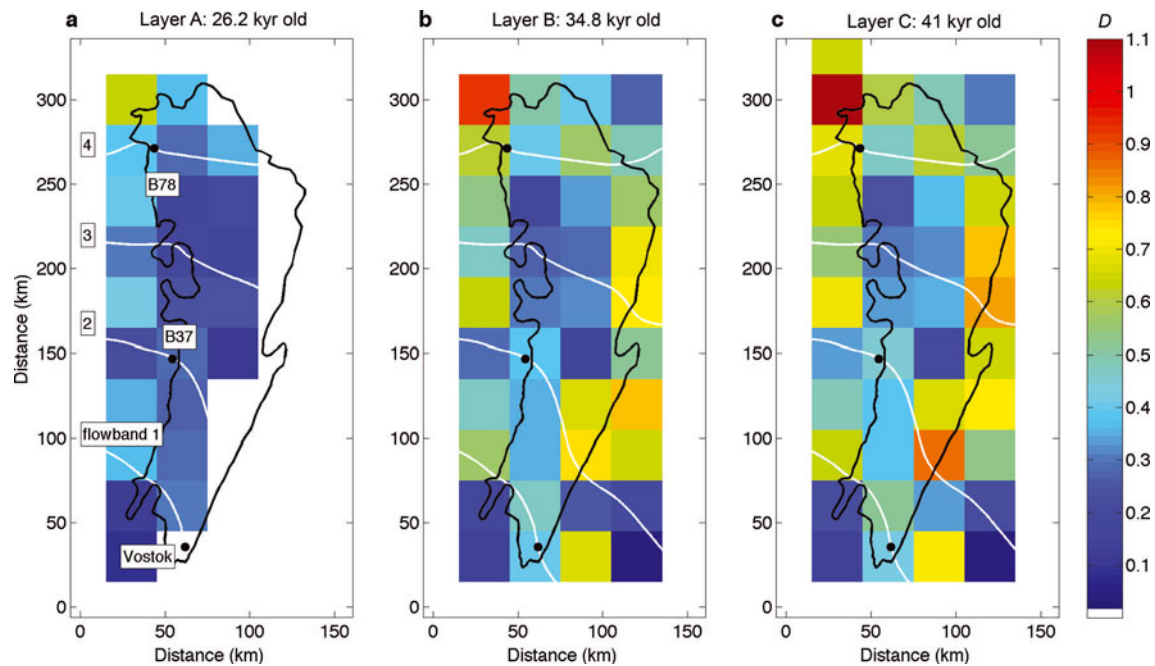 a Layer A: 26.2 kyr old
b Layer B: 34.8 kyr old
c Layer C: 41 kyr old
D
Distance (km)
300
250
200
150
100
50
0
4
B78
3
2
B37
flowband 1
Vostok
0 50 100 150
Distance (km)
300
250
200
150
100
50
0
0 50 100 150
Distance (km)
300
250
200
150
100
50
0
0 50 100 150
Distance (km)
1.1
1
0.9
0.8
0.7
0.6
0.5
0.4
0.3
0.2
0.1